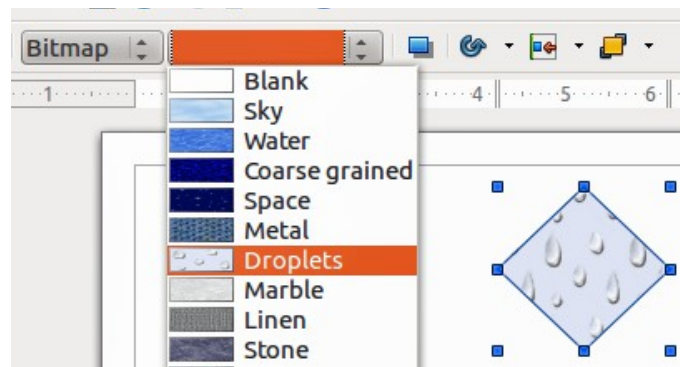 Bitmap
1 4 5 6
Blank
Sky
Water
Coarse grained
Space
Metal
Droplets
Marble
Linen
Stone